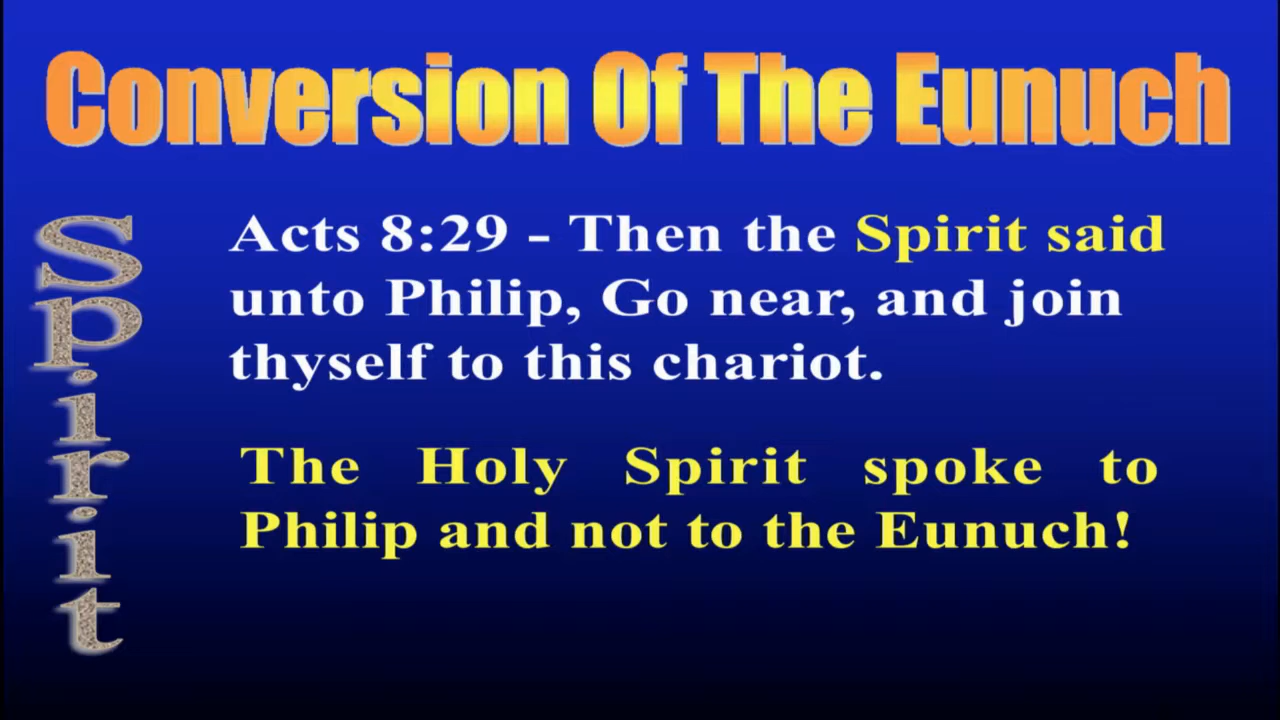 Conversion Of The Eunuch
Spirit
Acts 8:29 - Then the Spirit said
unto Philip, Go near, and join
thyself to this chariot.
The Holy Spirit spoke to
Philip and not to the Eunuch!